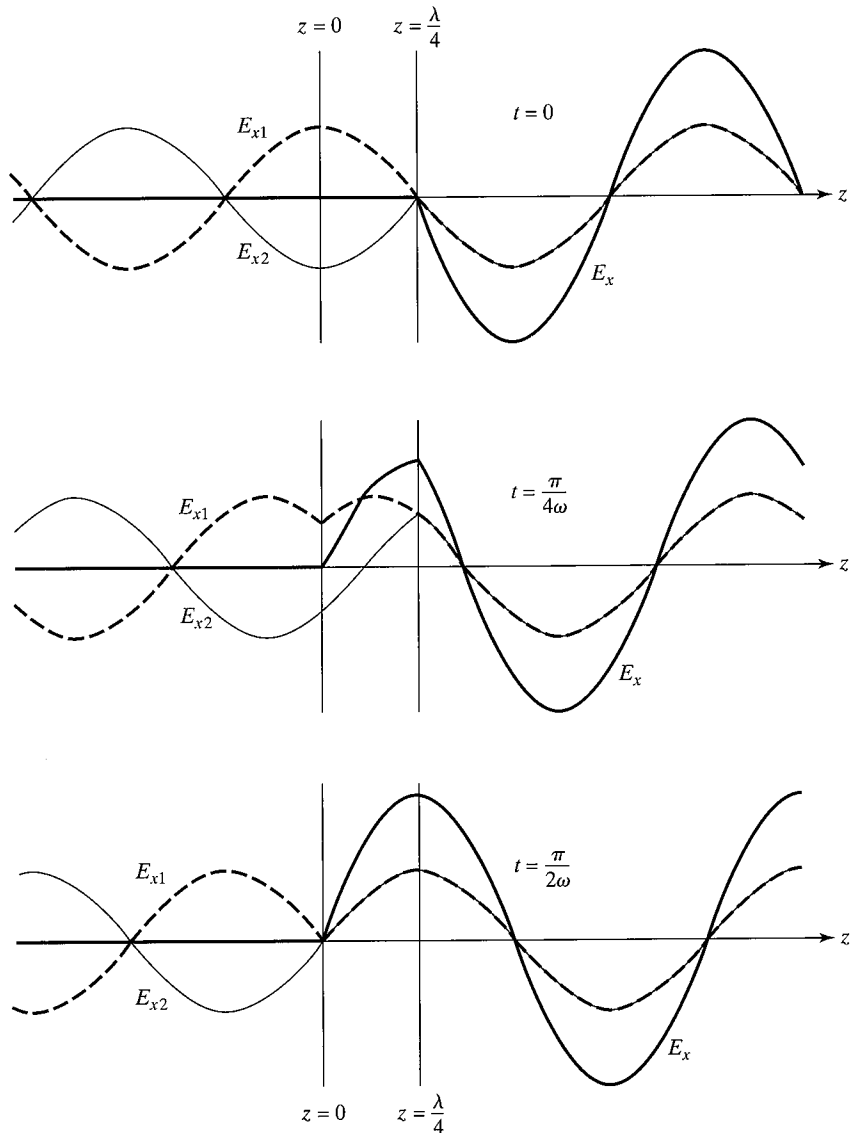 z = 0 z = λ/4
E_x1 t = 0
z
E_x2 E_x
E_x1 t = π/4ω
z
E_x2 E_x
E_x1 t = π/2ω
z
E_x2 E_x
z = 0 z = λ/4